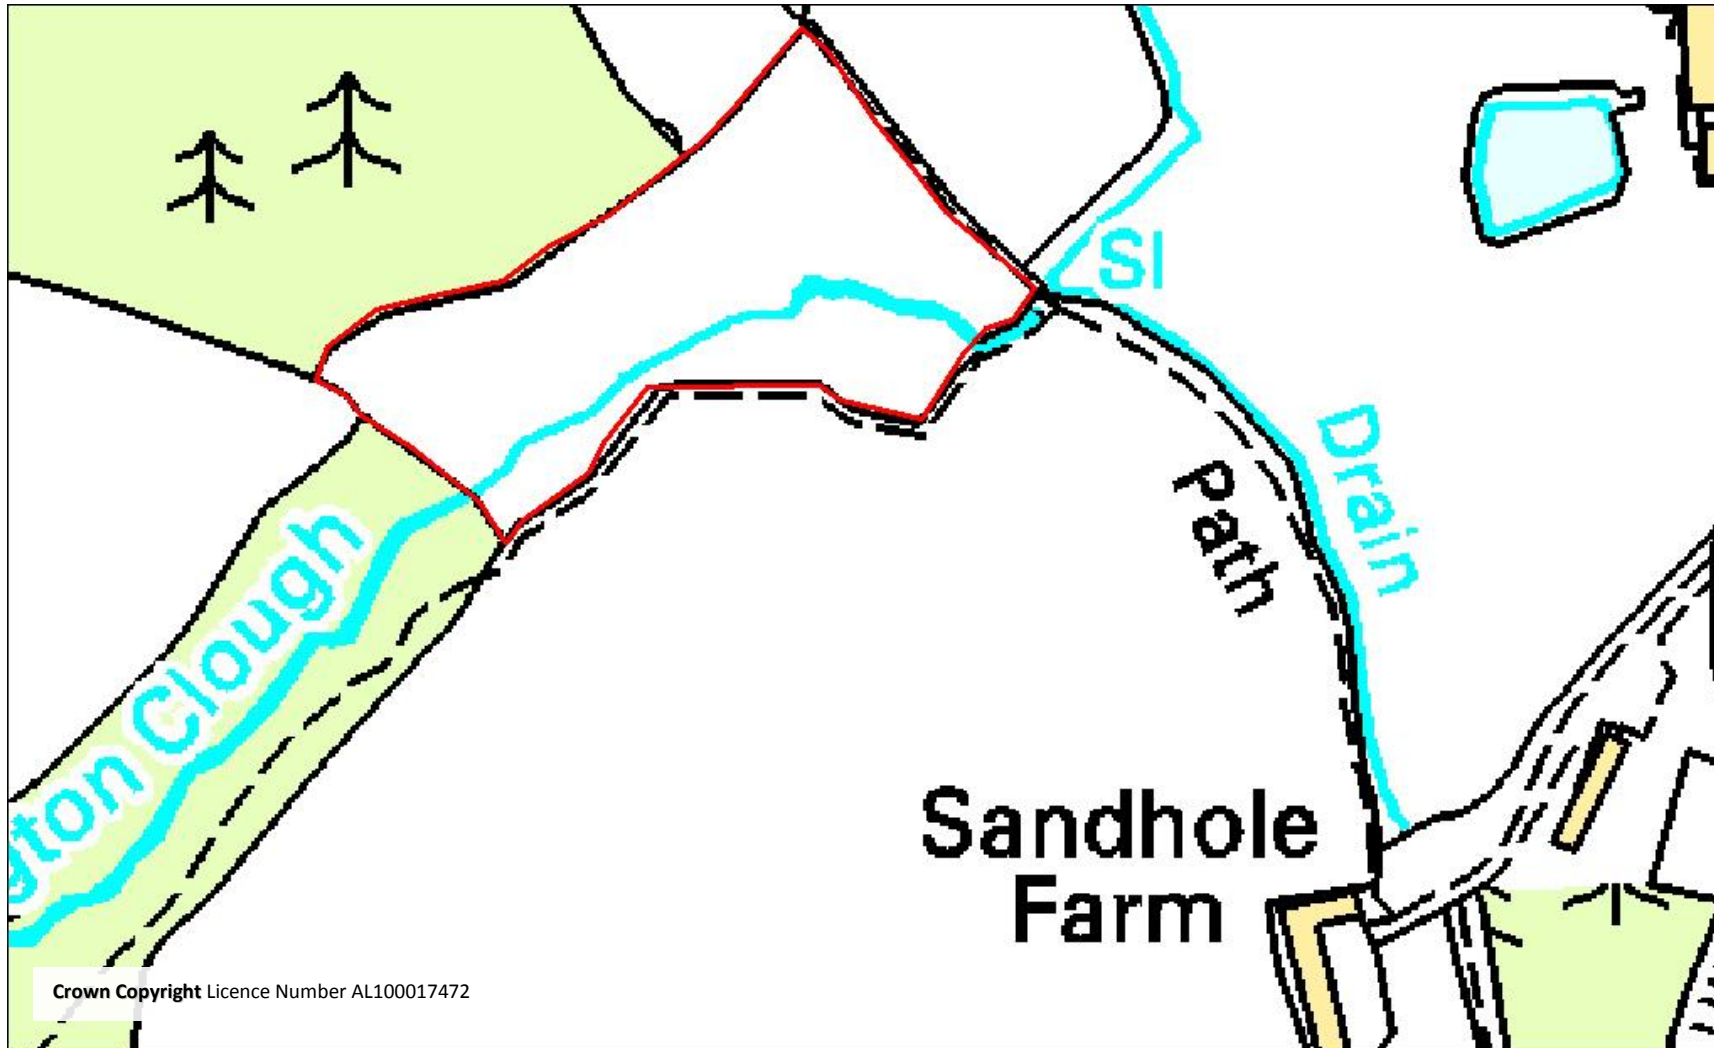 Sl
Drain
Path
gton Clough
Sandhole
Farm
Crown Copyright Licence Number AL100017472